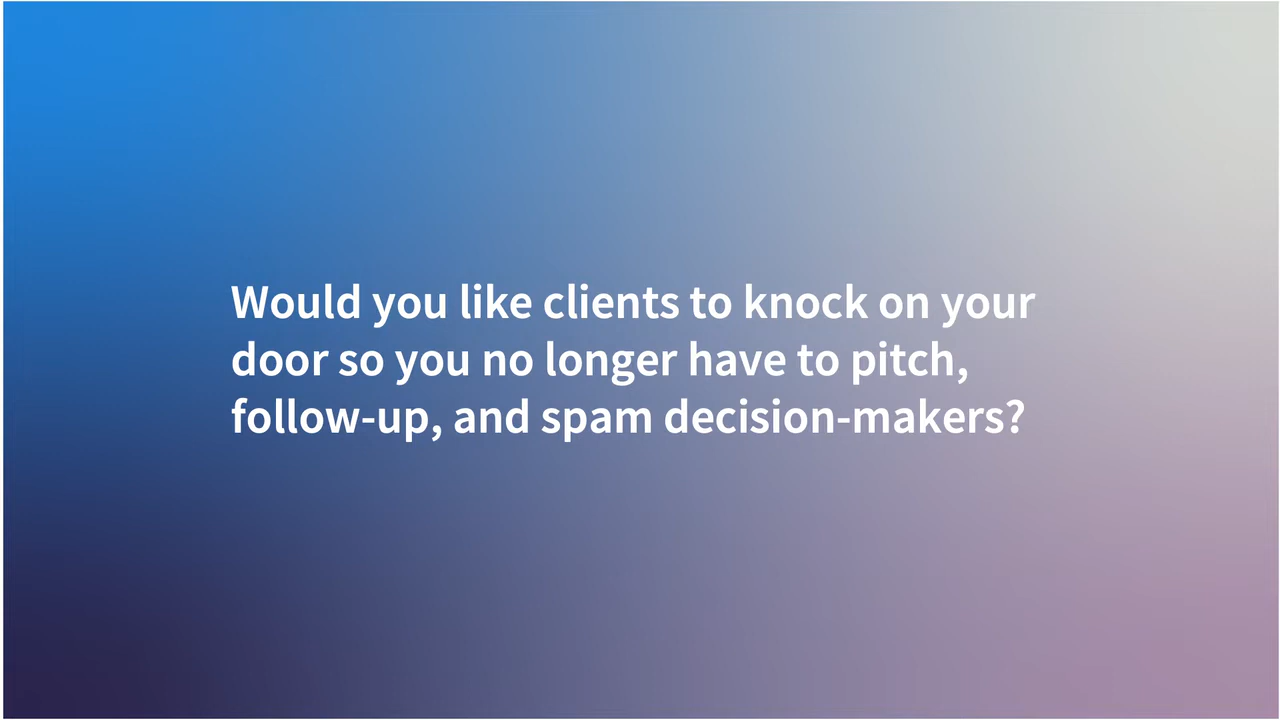 Would you like clients to knock on your
door so you no longer have to pitch,
follow-up, and spam decision-makers?